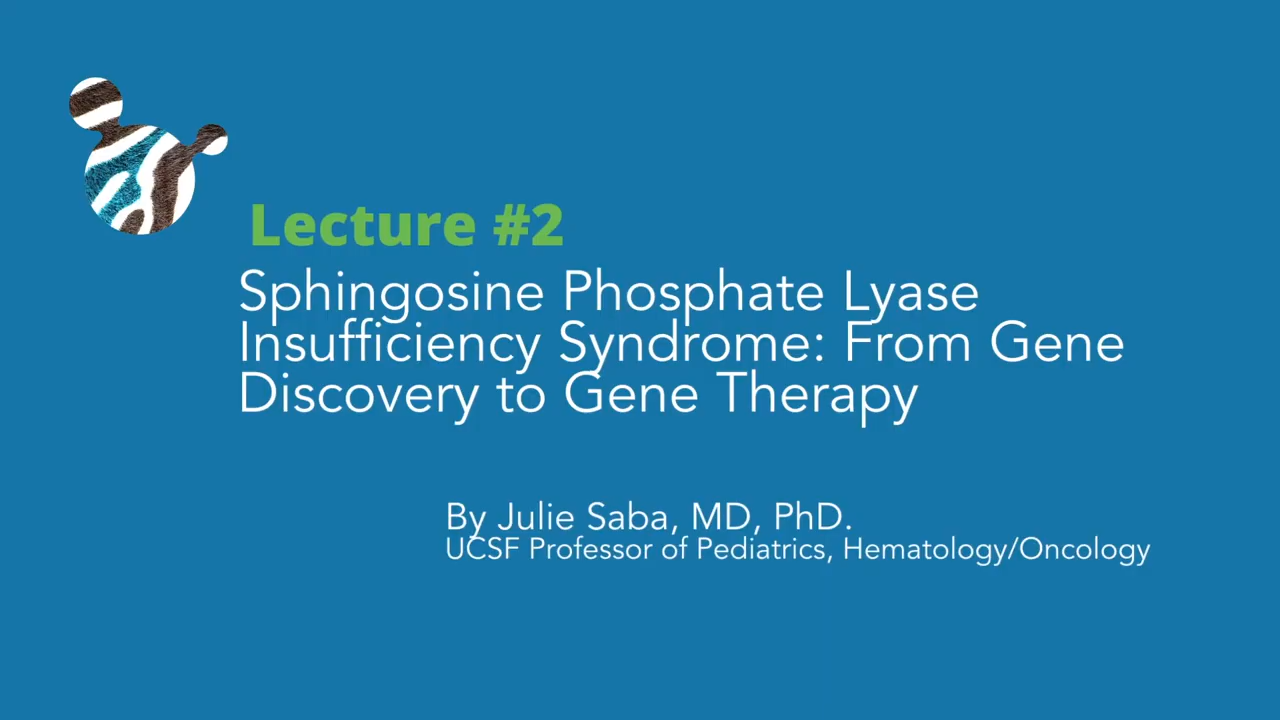 Lecture #2
Sphingosine Phosphate Lyase
Insufficiency Syndrome: From Gene
Discovery to Gene Therapy
By Julie Saba, MD, PhD.
UCSF Professor of Pediatrics, Hematology/Oncology